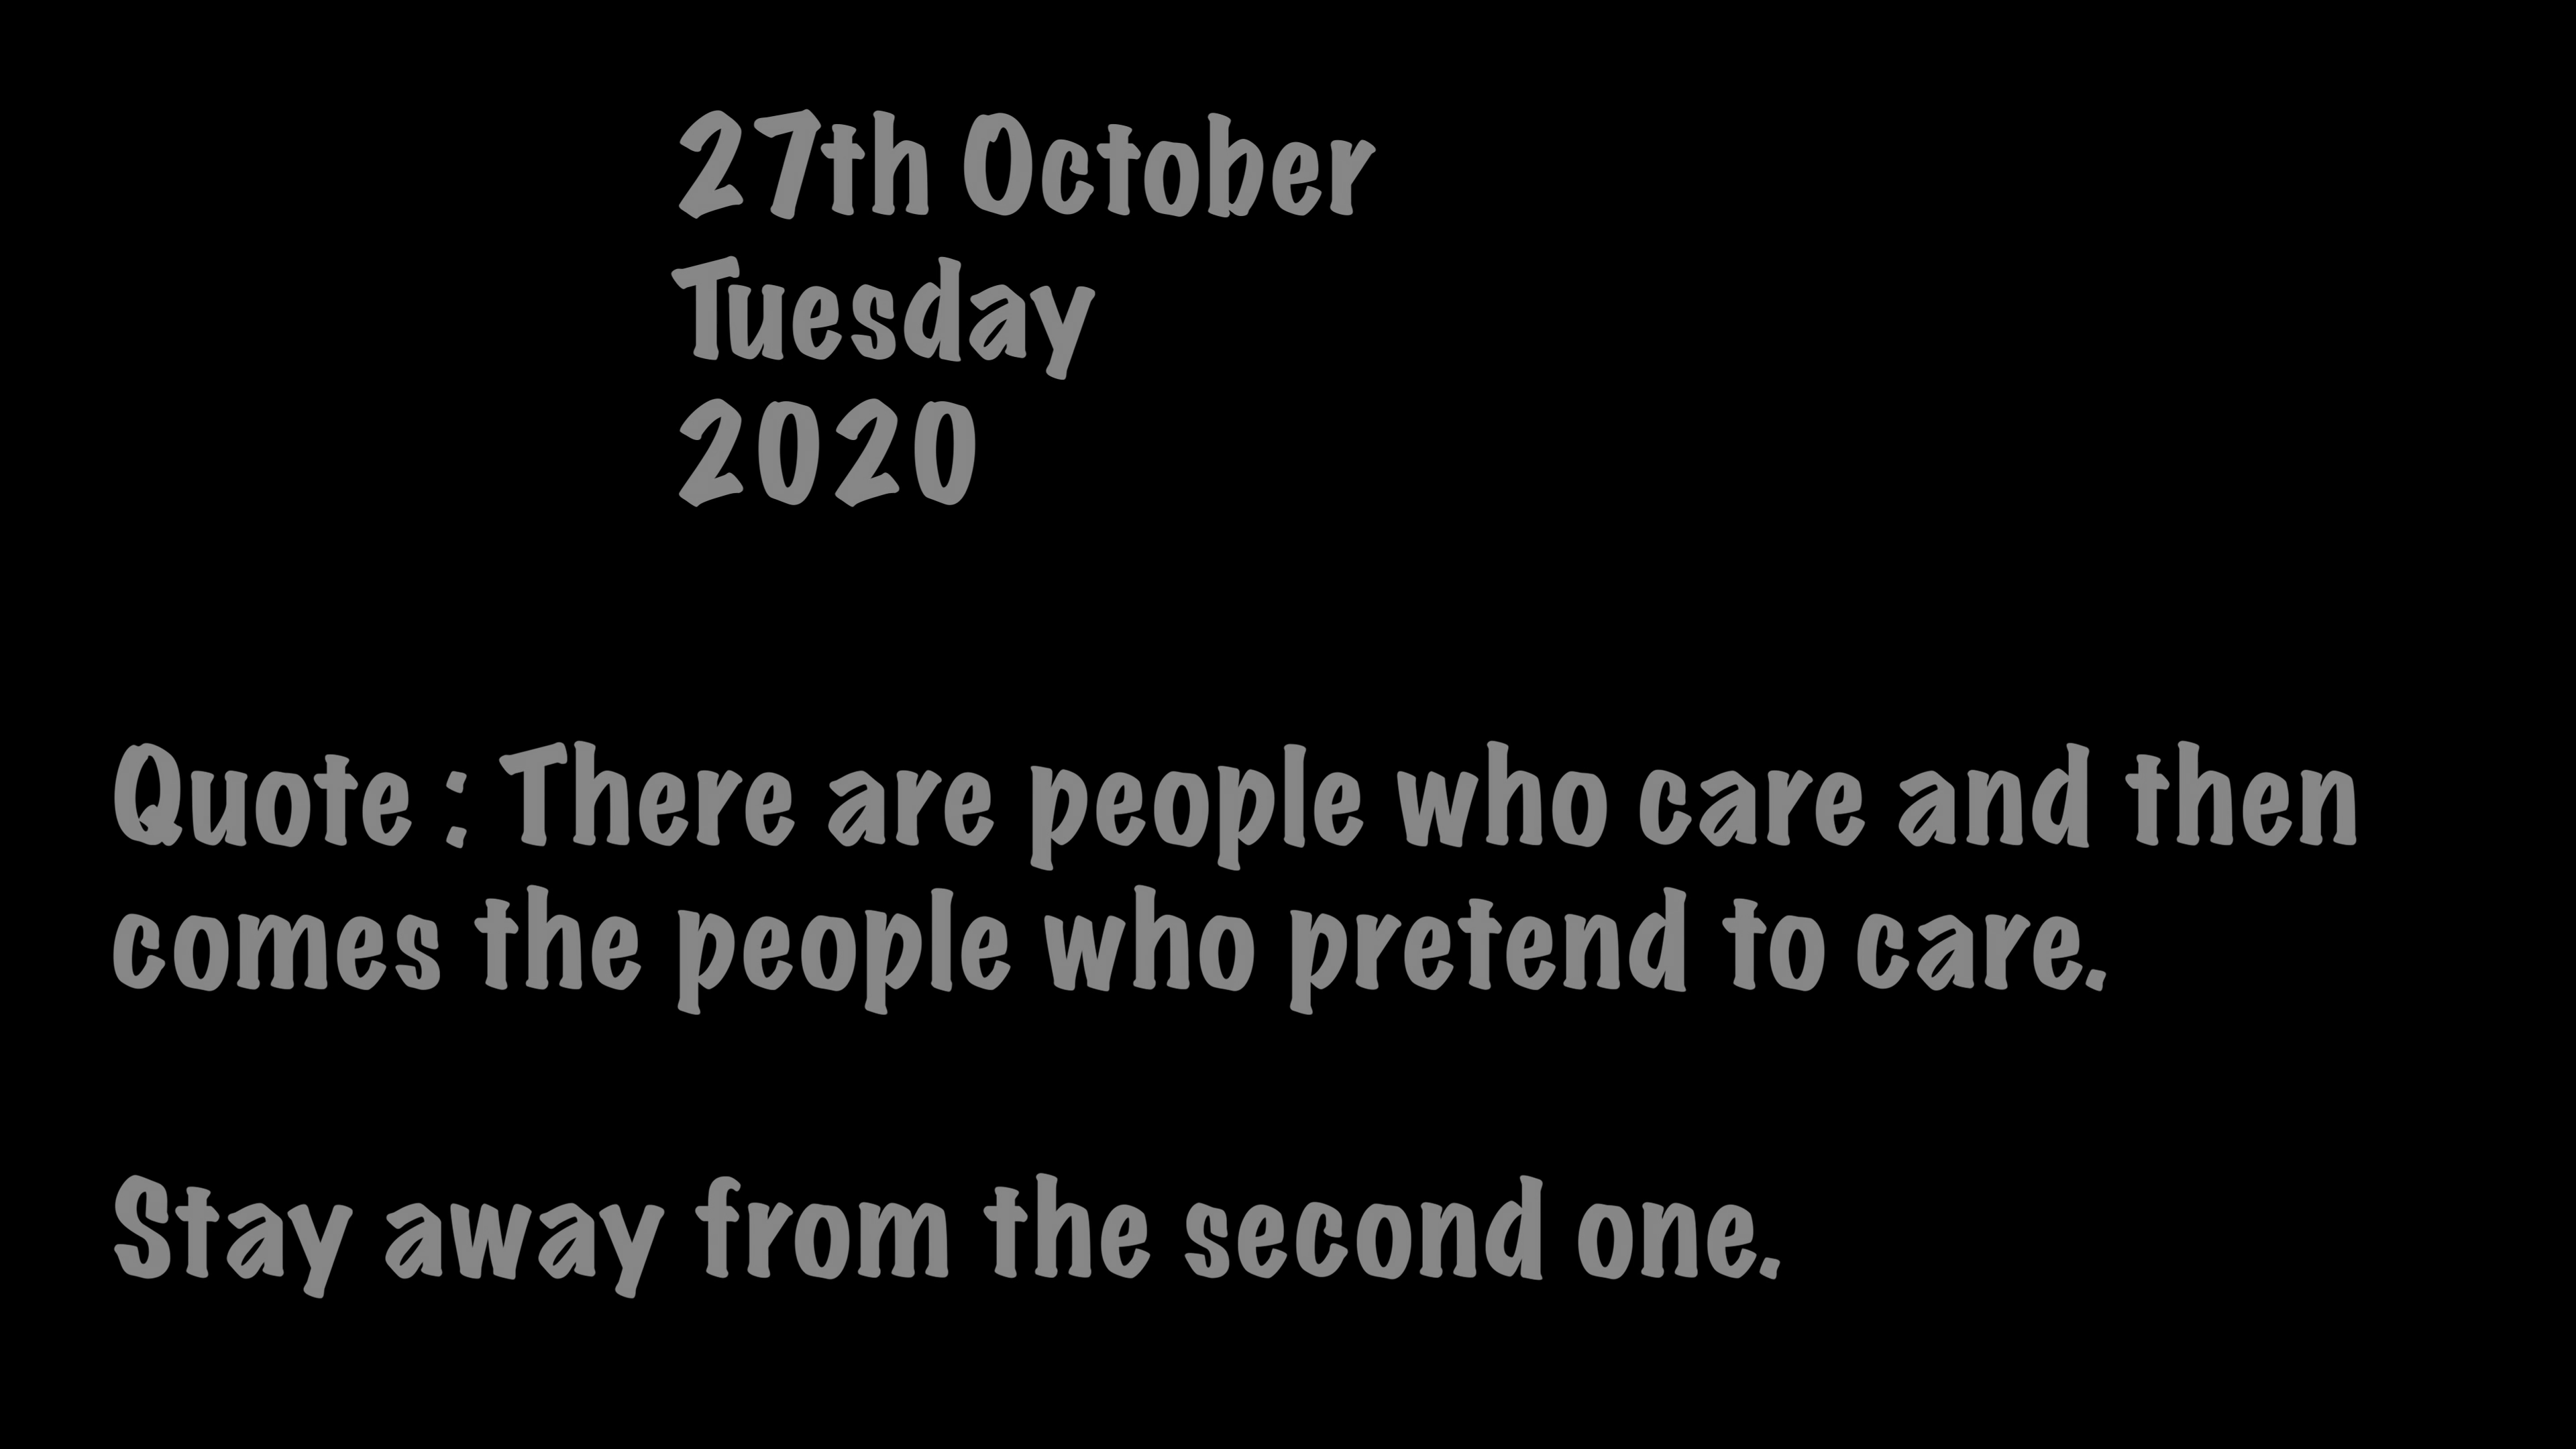 27th October
Tuesday
2020
Quote : There are people who care and then
comes the people who pretend to care.
Stay away from the second one.